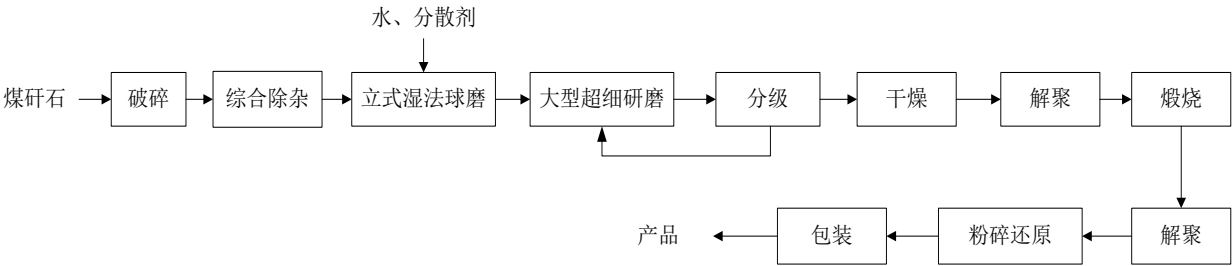 水、分散剂
煤矸石
破碎
综合除杂
立式湿法球磨
大型超细研磨
分级
干燥
解聚
煅烧
解聚
粉碎还原
包装
产品